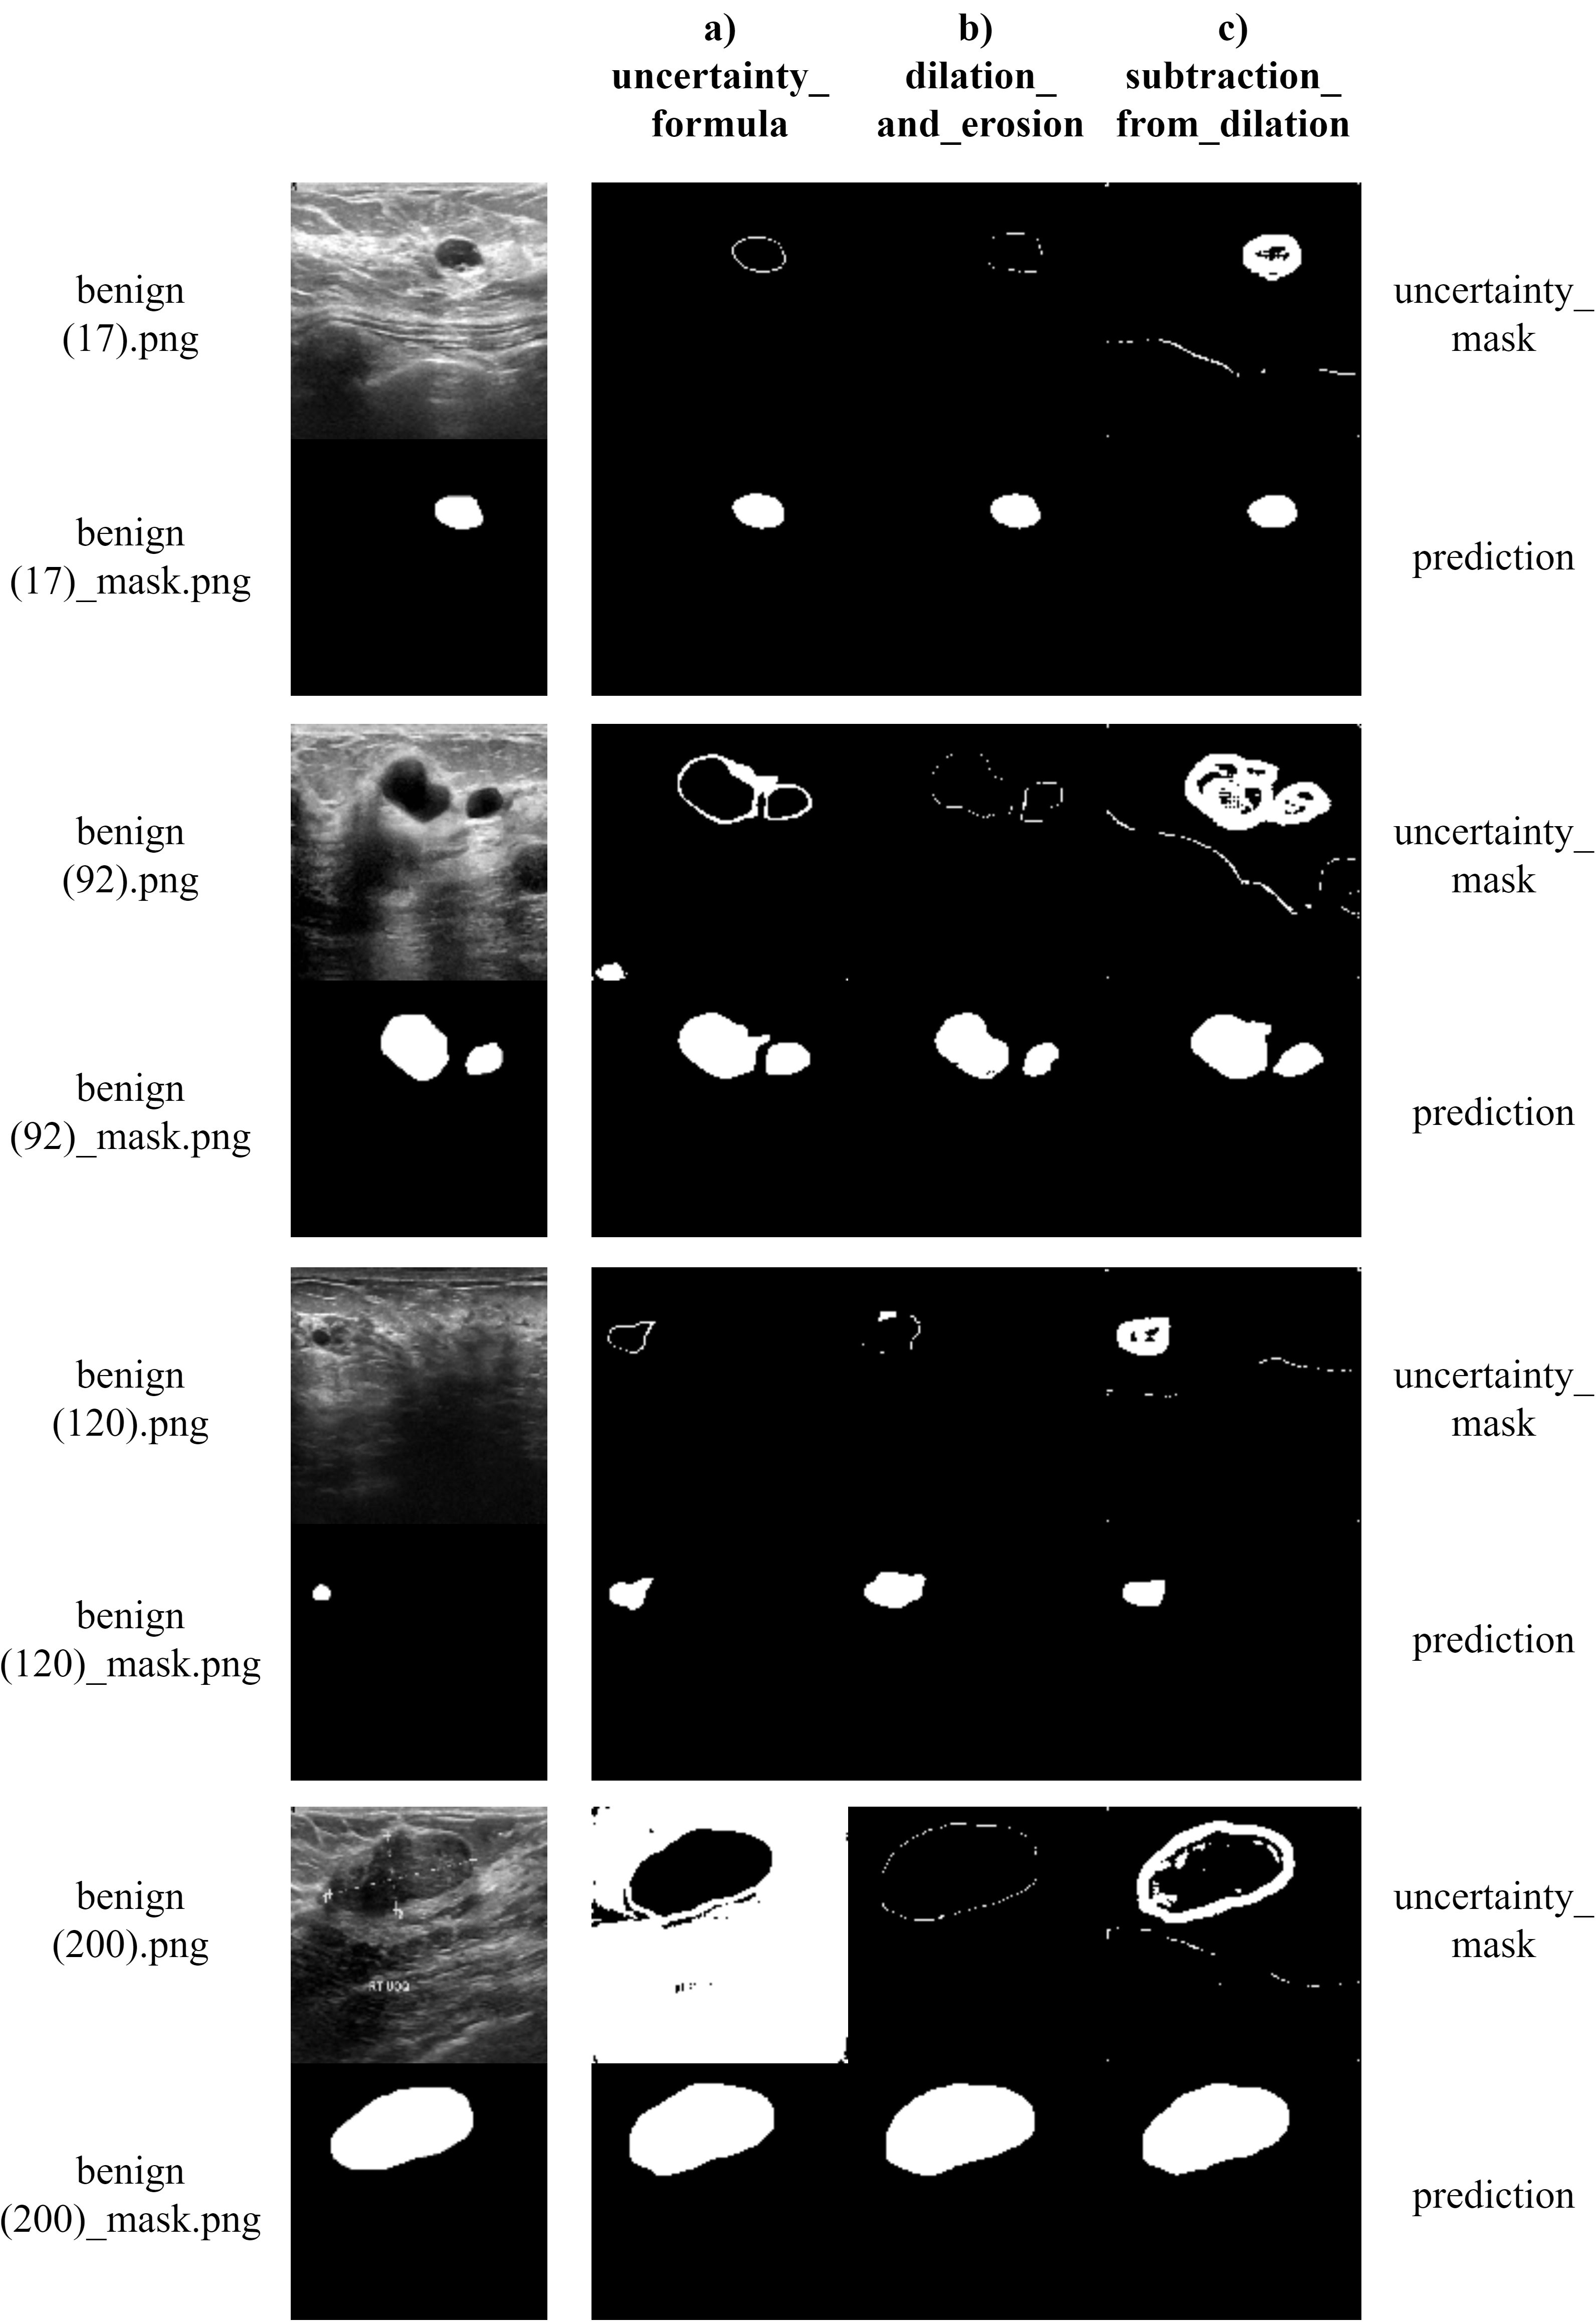 a)
uncertainty_
formula
b)
dilation_
and_erosion
c)
subtraction_
from_dilation
benign
(17).png
uncertainty_
mask
benign
(17)_mask.png
prediction
benign
(92).png
uncertainty_
mask
benign
(92)_mask.png
prediction
benign
(120).png
uncertainty_
mask
benign
(120)_mask.png
prediction
benign
(200).png
RT UOQ
uncertainty_
mask
benign
(200)_mask.png
prediction